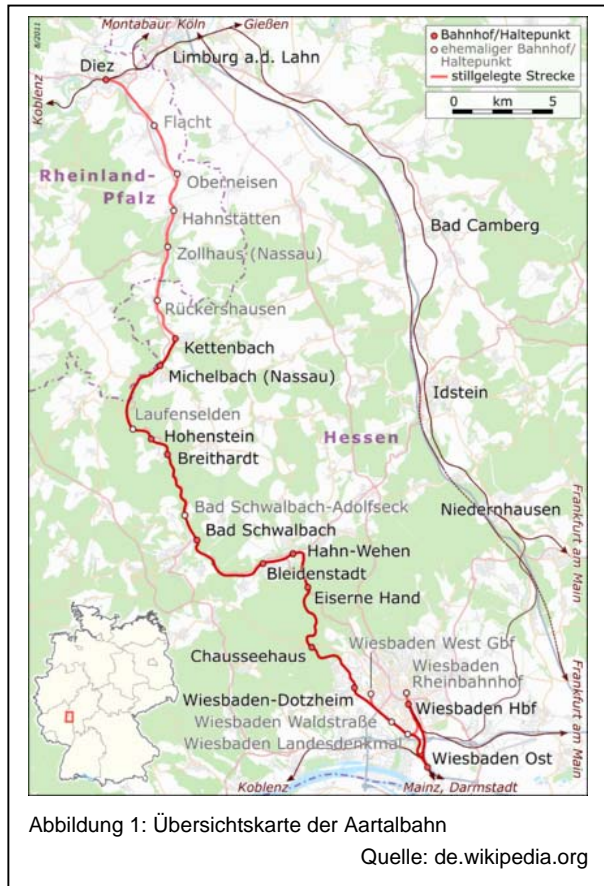 8/2011
Montabaur Köln
Gießen
Bahnhof/Haltepunkt
ehemaliger Bahnhof/
Haltepunkt
stillgelegte Strecke
0 km 5
Limburg a.d. Lahn
Diez
Koblenz
Flacht
Rheinland-
Pfalz
Oberneisen
Hahnstätten
Bad Camberg
Zollhaus (Nassau)
Rückershausen
Kettenbach
Michelbach (Nassau)
Idstein
Laufenselden
Hohenstein
Hessen
Breithardt
Bad Schwalbach-Adolfseck
Niedernhausen
Frankfurt am Main
Bad Schwalbach
Hahn-Wehen
Bleidenstadt
Eiserne Hand
Wiesbaden West Gbf
Chausseehaus
Wiesbaden
Rheinbahnhof
Wiesbaden-Dotzheim
Wiesbaden Hbf
Frankfurt am Main
Wiesbaden Waldstraße
Wiesbaden Landesdenkmal
Wiesbaden Ost
Koblenz
Mainz, Darmstadt
Abbildung 1: Übersichtskarte der Aartalbahn
Quelle: de.wikipedia.org